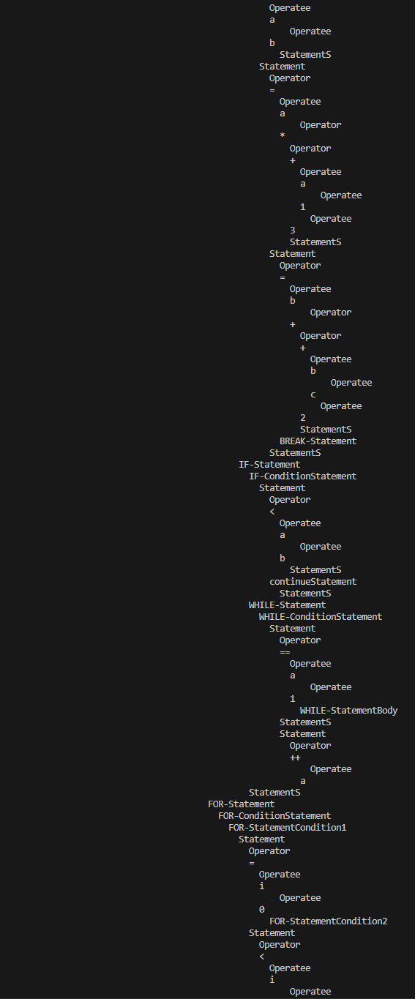 Operatee
a
Operatee
b
StatementS
Statement
Operator
=
Operatee
a
Operator
*
Operator
+
Operatee
a
Operatee
1
Operatee
3
StatementS
Statement
Operator
=
Operatee
b
Operator
+
Operator
+
Operatee
b
Operatee
c
Operatee
2
StatementS
BREAK-Statement
StatementS
IF-Statement
IF-ConditionStatement
Statement
Operator
<
Operatee
a
Operatee
b
StatementS
continueStatement
StatementS
WHILE-Statement
WHILE-ConditionStatement
Statement
Operator
==
Operatee
a
Operatee
1
WHILE-StatementBody
StatementS
Statement
Operator
++
Operatee
a
StatementS
FOR-Statement
FOR-ConditionStatement
FOR-StatementCondition1
Statement
Operator
=
Operatee
i
Operatee
0
FOR-StatementCondition2
Statement
Operator
<
Operatee
i
Operatee